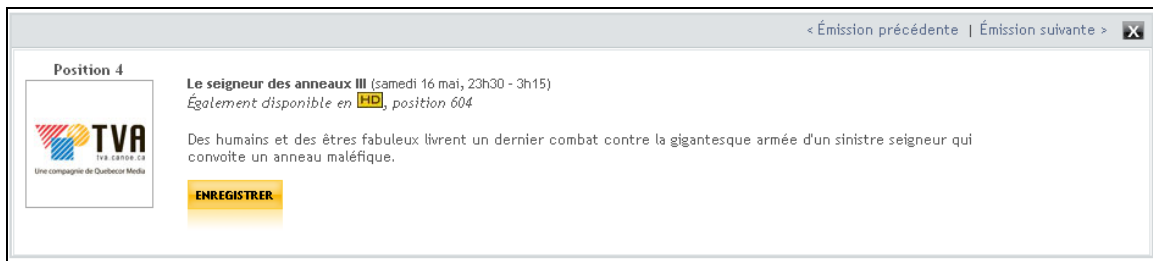 < Émission précédente | Émission suivante > X
Position 4
TVA
tva.canoe.ca
Une compagnie de Quebecor Media
Le seigneur des anneaux III (samedi 16 mai, 23h30 - 3h15)
Également disponible en HD, position 604
Des humains et des êtres fabuleux livrent un dernier combat contre la gigantesque armée d'un sinistre seigneur qui
convoite un anneau maléfique.
ENREGISTRER